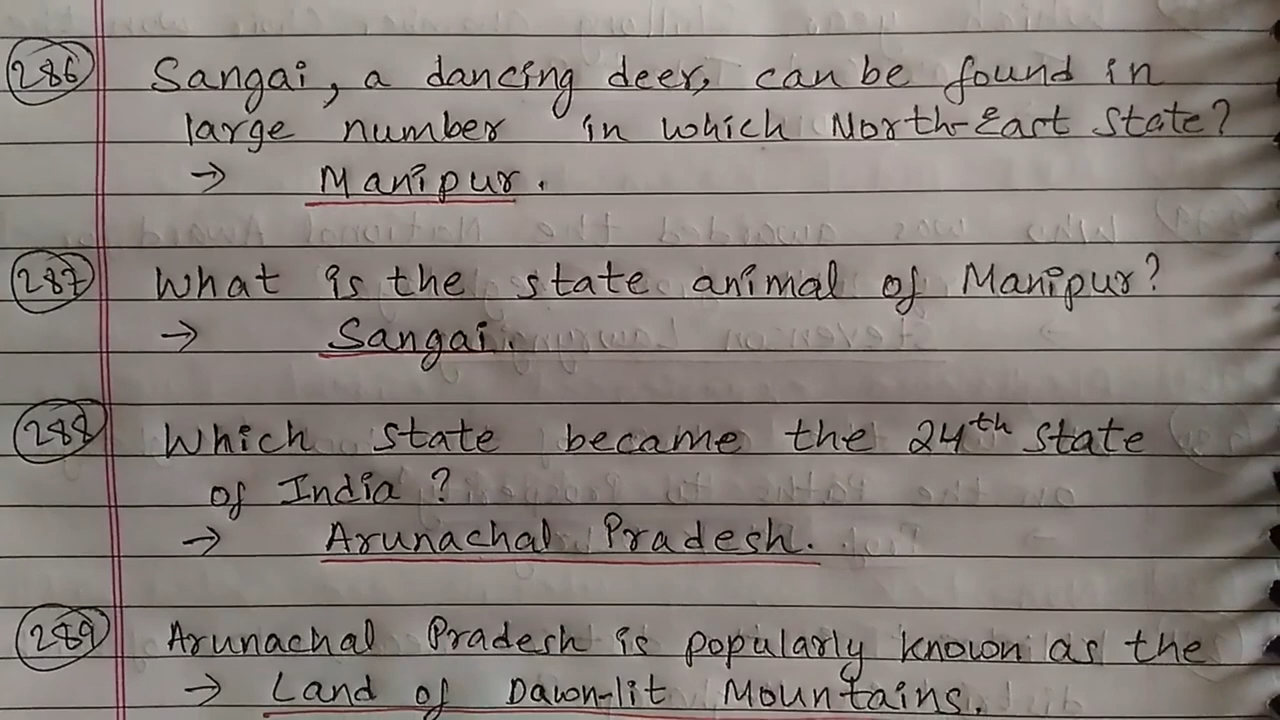 286 Sangai, a dancing deer, can be found in
large number in which North-East State?
→ Manipur.
287 What is the state animal of Manipur?
→ Sangai.
288 Which state became the 24th state
of India ?
→ Arunachal Pradesh.
289 Arunachal Pradesh is popularly known as the
→ Land of Dawn-lit Mountains.